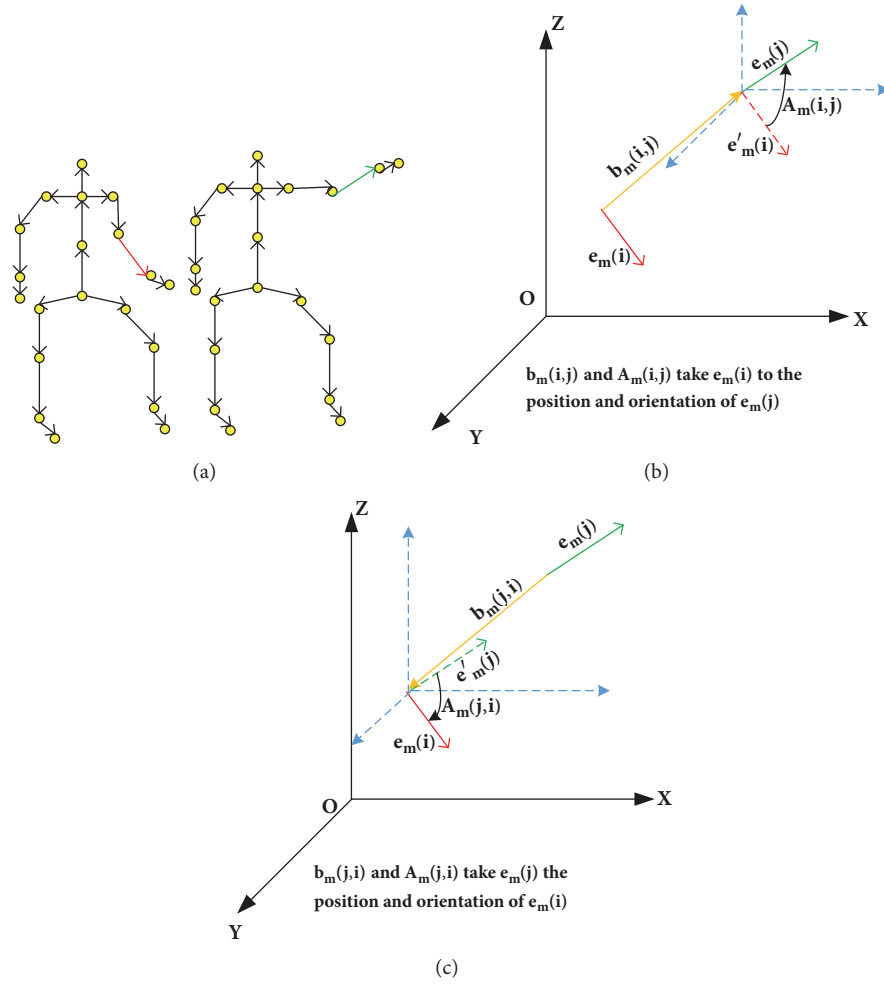 (a)
Z
e_m(j)
A_m(i,j)
e'_m(i)
b_m(i,j)
e_m(i)
O
X
b_m(i,j) and A_m(i,j) take e_m(i) to the
position and orientation of e_m(j)
Y
(b)
Z
e_m(j)
b_m(j,i)
e'_m(j)
A_m(j,i)
e_m(i)
O
X
b_m(j,i) and A_m(j,i) take e_m(j) the
position and orientation of e_m(i)
Y
(c)